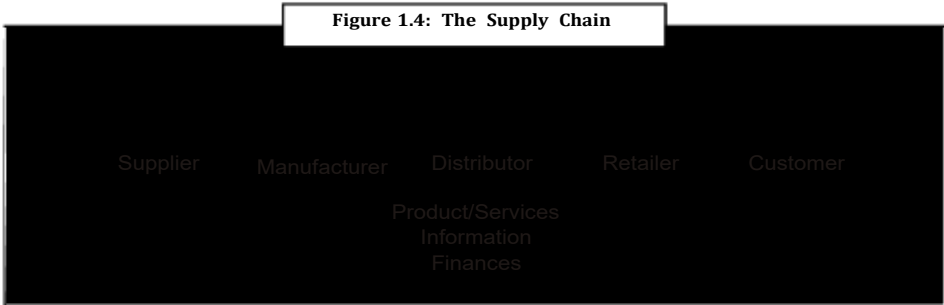 Figure 1.4: The Supply Chain
Supplier Manufacturer Distributor Retailer Customer
Product/Services
Information
Finances